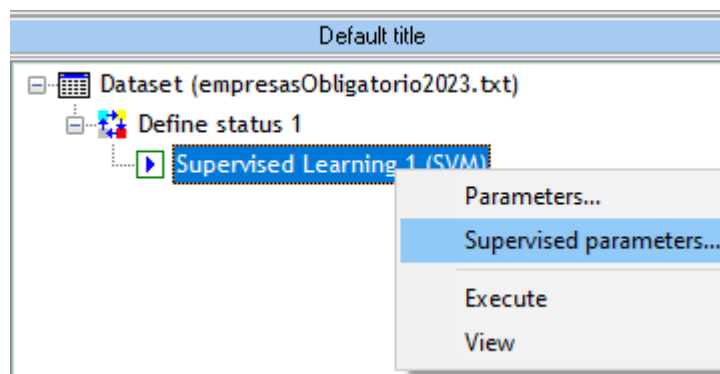 Default title
Dataset (empresasObligatorio2023.txt)
Define status 1
Supervised Learning 1 (SVM)
Parameters...
Supervised parameters...
Execute
View